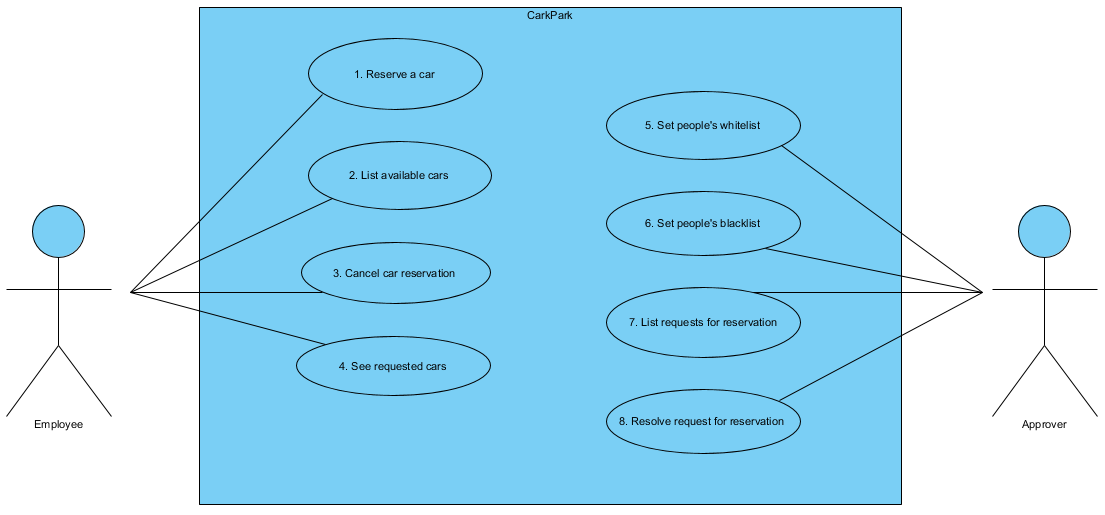 CarkPark
1. Reserve a car
2. List available cars
3. Cancel car reservation
4. See requested cars
5. Set people's whitelist
6. Set people's blacklist
7. List requests for reservation
8. Resolve request for reservation
Employee
Approver